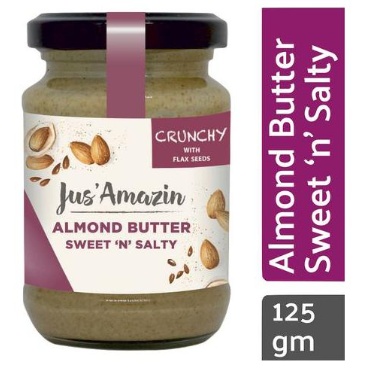 CRUNCHY
WITH
FLAX SEEDS
Jus'Amazin
ALMOND BUTTER
SWEET 'N' SALTY
Almond Butter
Sweet 'n' Salty
125
gm